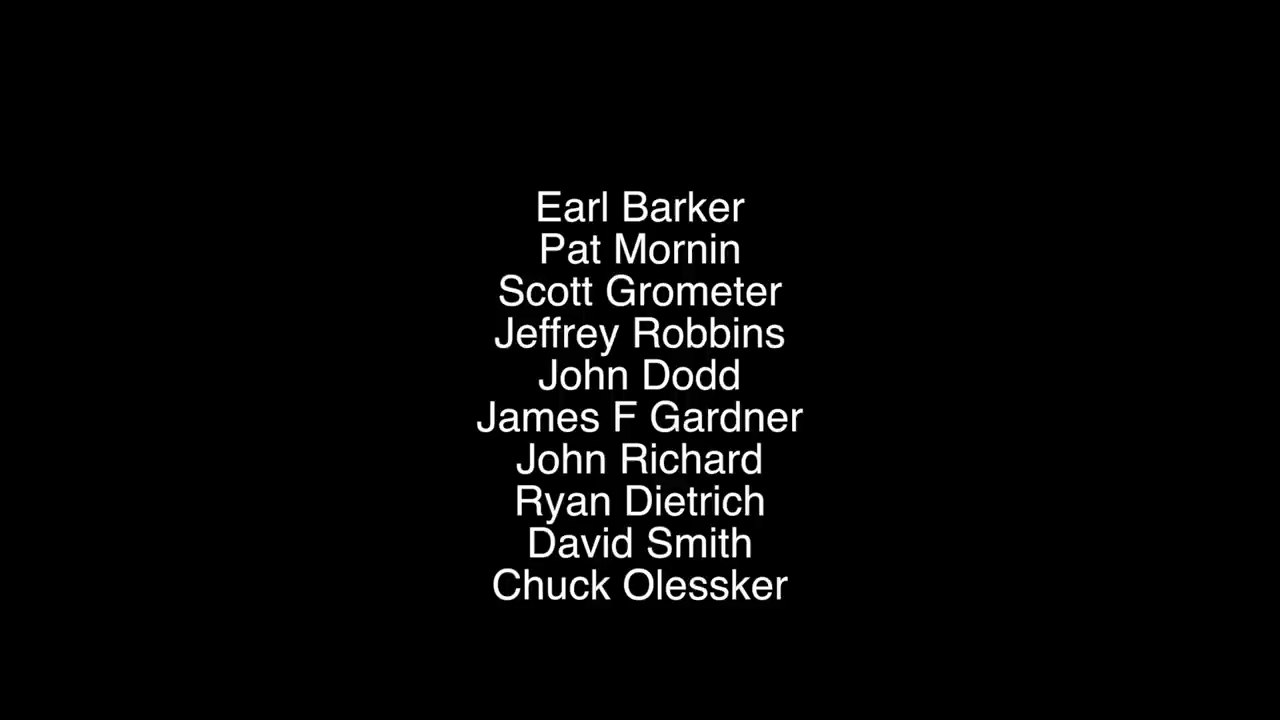 Earl Barker
Pat Mornin
Scott Grometer
Jeffrey Robbins
John Dodd
James F Gardner
John Richard
Ryan Dietrich
David Smith
Chuck Olessker